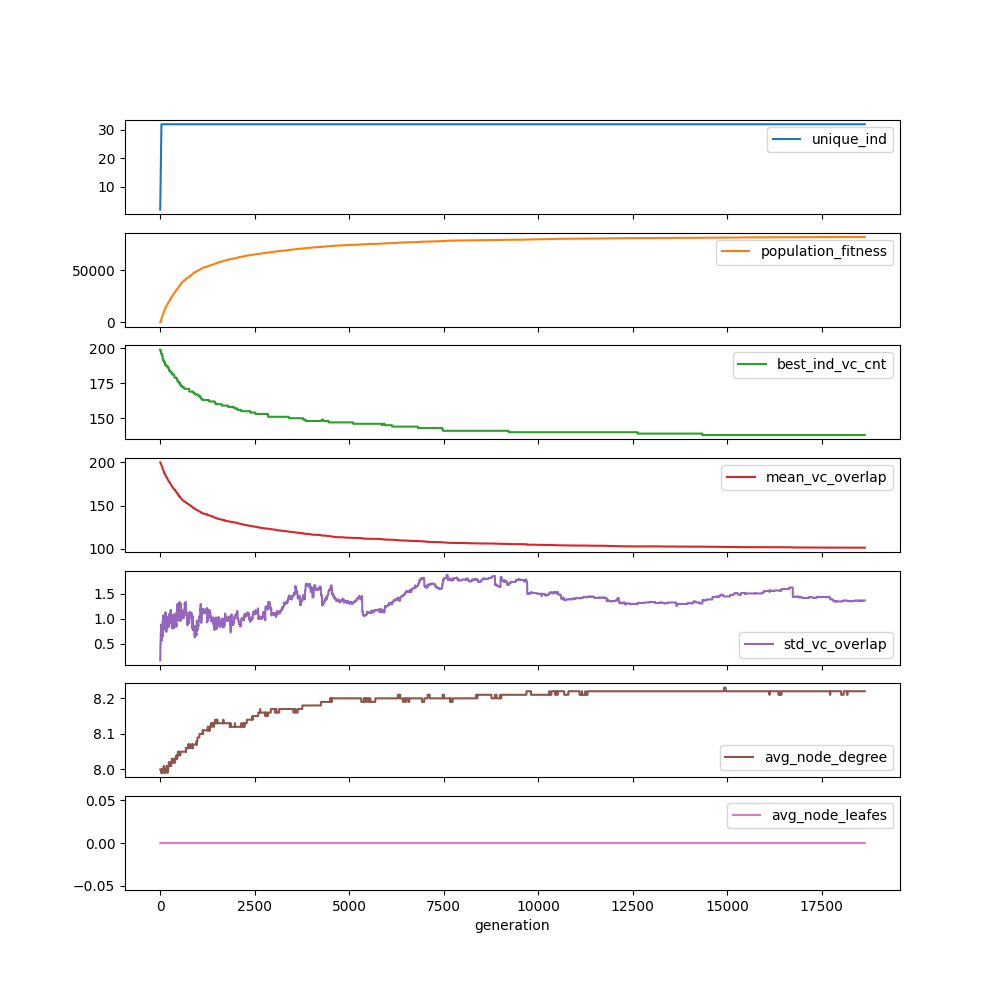 30
20
10
unique_ind
50000
0
population_fitness
200
175
150
best_ind_vc_cnt
200
150
100
mean_vc_overlap
1.5
1.0
0.5
std_vc_overlap
8.2
8.1
8.0
avg_node_degree
0.05
0.00
−0.05
avg_node_leafes
0 2500 5000 7500 10000 12500 15000 17500
generation